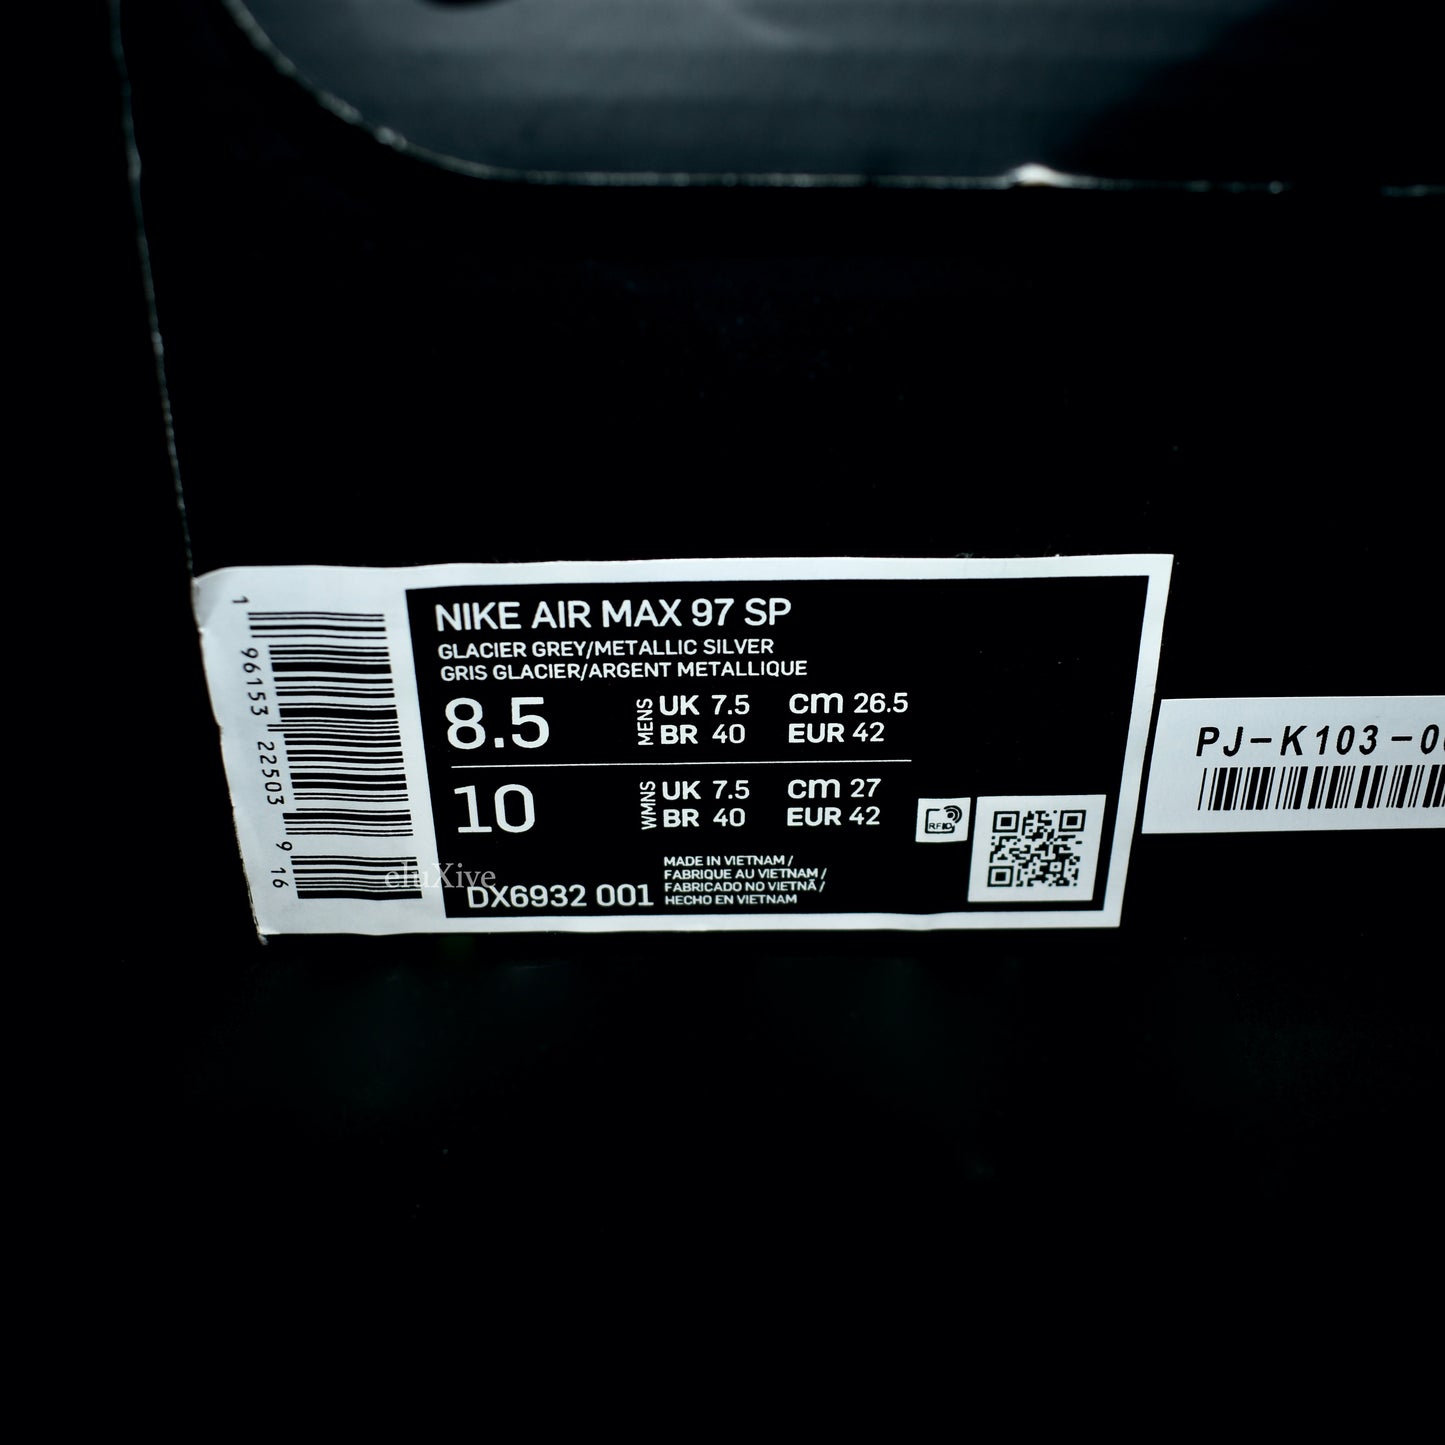 NIKE AIR MAX 97 SP
GLACIER GREY/METALLIC SILVER
GRIS GLACIER/ARGENT METALLIQUE
8.5 MENS UK 7.5 cm 26.5
BR 40 EUR 42
10 WMNS UK 7.5 cm 27
BR 40 EUR 42
RFID
DX6932 001
MADE IN VIETNAM /
FABRIQUE AU VIETNAM /
FABRICADO NO VIETNÃ /
HECHO EN VIETNAM
1 96153 22503 9 16
eluXive
PJ-K103-00